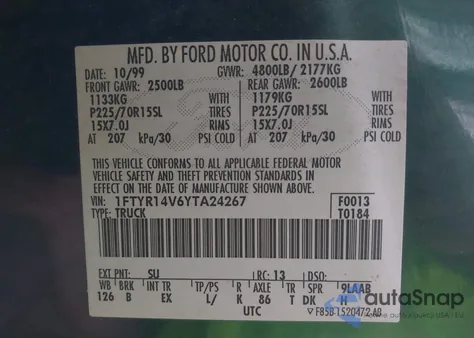 MFD. BY FORD MOTOR CO. IN U.S.A.
DATE: 10/99 GVWR: 4800LB/ 2177KG
FRONT GAWR: 2500LB REAR GAWR: 2600LB
1133KG WITH 1179KG WITH
P225/70R15SL TIRES P225/70R15SL TIRES
15X7.0J RIMS 15X7.0J RIMS
AT 207 kPa/30 PSI COLD AT 207 kPa/30 PSI COLD
THIS VEHICLE CONFORMS TO ALL APPLICABLE FEDERAL MOTOR
VEHICLE SAFETY AND THEFT PREVENTION STANDARDS IN EFFECT
ON THE DATE OF MANUFACTURE SHOWN ABOVE.
VIN: 1FTYR14V6YTA24267 F0013
TYPE: TRUCK T0184
EXT PNT: SU RC: 13 DSO:
WB BRK INT TR TP/PS R AXLE TR SPR 9LAAB
126 B EX L/ K 86 T DK H
UTC F85B-1520472-AB
autoSnap